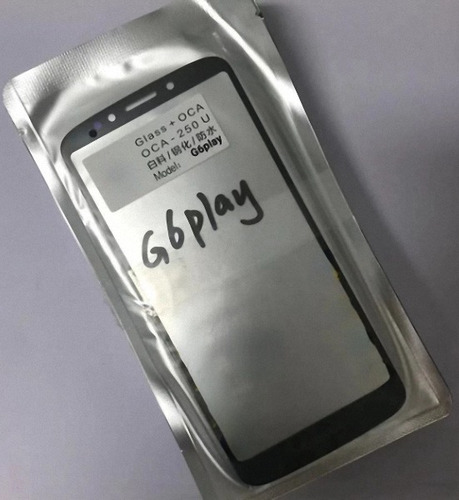 Glass + OCA
OCA - 250 U
白料/钢化/防水
Model: G6play
G6play